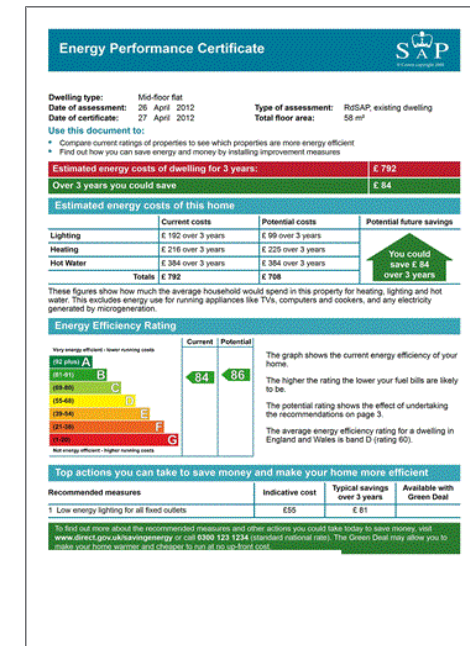 Energy Performance Certificate
SAP
© Crown copyright 2009
Dwelling type: Mid-floor flat
Date of assessment: 26 April 2012 Type of assessment: RdSAP, existing dwelling
Date of certificate: 27 April 2012 Total floor area: 58 m²
Use this document to:
• Compare current ratings of properties to see which properties are more energy efficient
• Find out how you can save energy and money by installing improvement measures
Estimated energy costs of dwelling for 3 years: £ 792
Over 3 years you could save £ 84
Estimated energy costs of this home
Current costs Potential costs Potential future savings
Lighting £ 192 over 3 years £ 99 over 3 years
Heating £ 216 over 3 years £ 225 over 3 years
Hot Water £ 384 over 3 years £ 384 over 3 years
Totals £ 792 £ 708
You could
save £ 84
over 3 years
These figures show how much the average household would spend in this property for heating, lighting and hot
water. This excludes energy use for running appliances like TVs, computers and cookers, and any electricity
generated by microgeneration.
Energy Efficiency Rating
Current Potential
Very energy efficient - lower running costs
(92 plus) A
(81-91) B
(69-80) C
(55-68) D
(39-54) E
(21-38) F
(1-20) G
Not energy efficient - higher running costs
84 86
The graph shows the current energy efficiency of your
home.
The higher the rating the lower your fuel bills are likely
to be.
The potential rating shows the effect of undertaking
the recommendations on page 3.
The average energy efficiency rating for a dwelling in
England and Wales is band D (rating 60).
Top actions you can take to save money and make your home more efficient
Recommended measures Indicative cost Typical savings over 3 years Available with Green Deal
1 Low energy lighting for all fixed outlets £55 £ 81
To find out more about the recommended measures and other actions you could take today to save money, visit
www.direct.gov.uk/savingenergy or call 0300 123 1234 (standard national rate). The Green Deal may allow you to
make your home warmer and cheaper to run at no up-front cost.